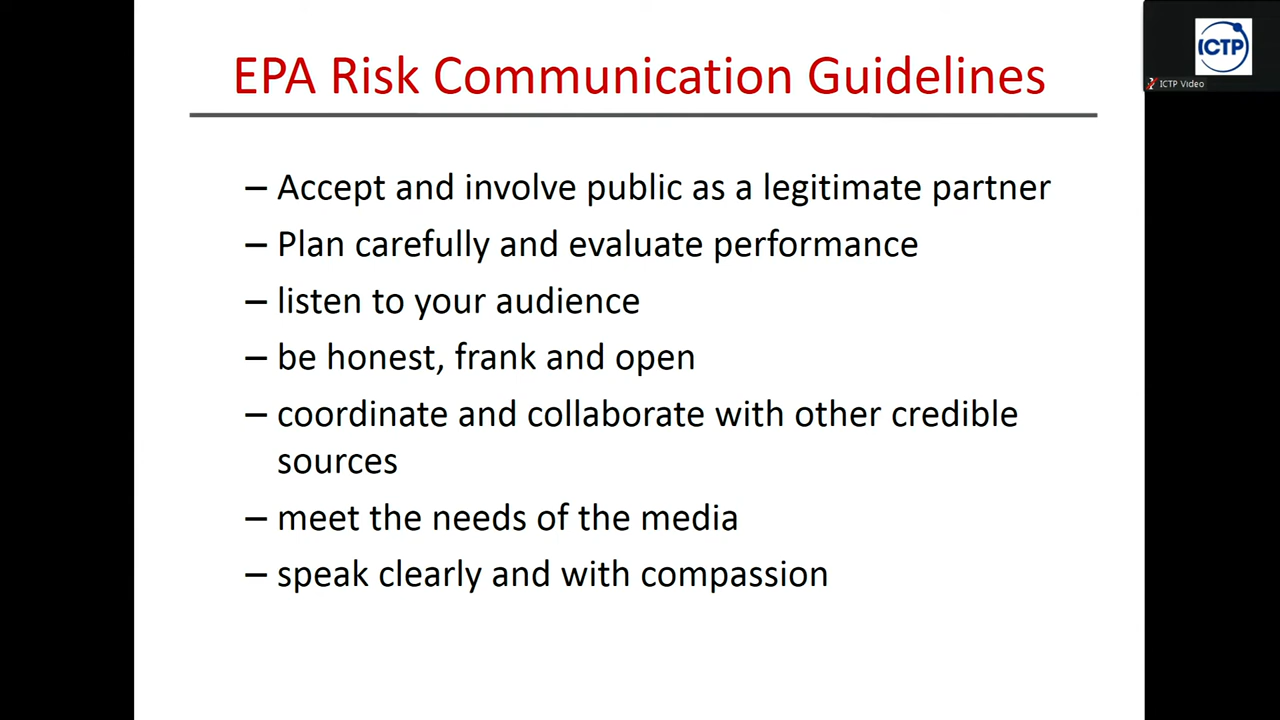 EPA Risk Communication Guidelines
ICTP
ICTP Video
– Accept and involve public as a legitimate partner
– Plan carefully and evaluate performance
– listen to your audience
– be honest, frank and open
– coordinate and collaborate with other credible
sources
– meet the needs of the media
– speak clearly and with compassion